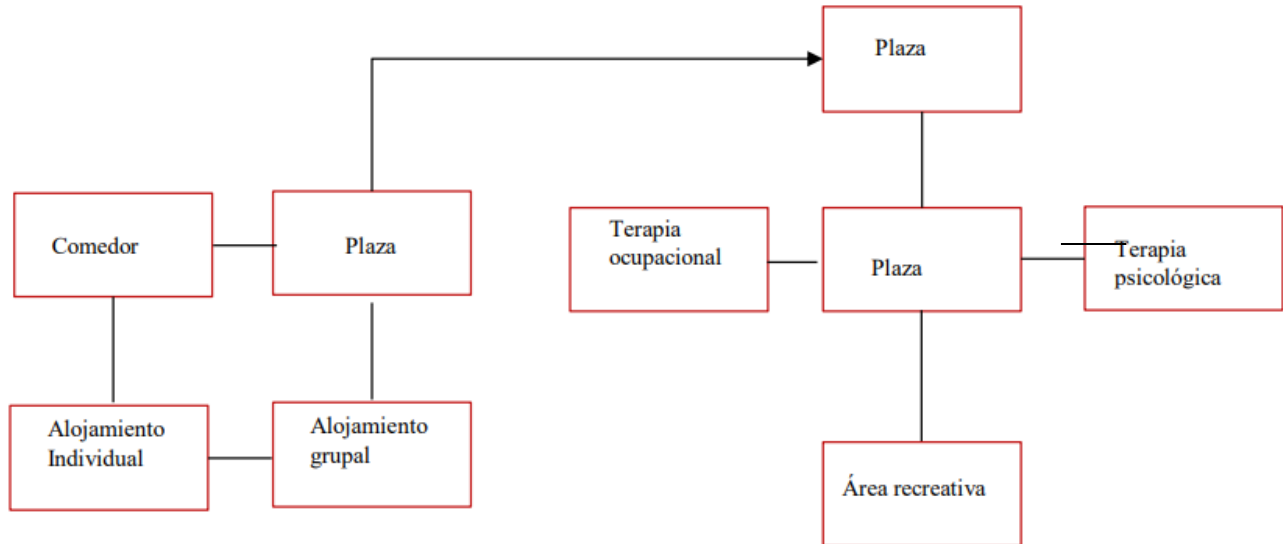 Plaza
Comedor
Plaza
Terapia
ocupacional
Plaza
Terapia
psicológica
Alojamiento
Individual
Alojamiento
grupal
Área recreativa